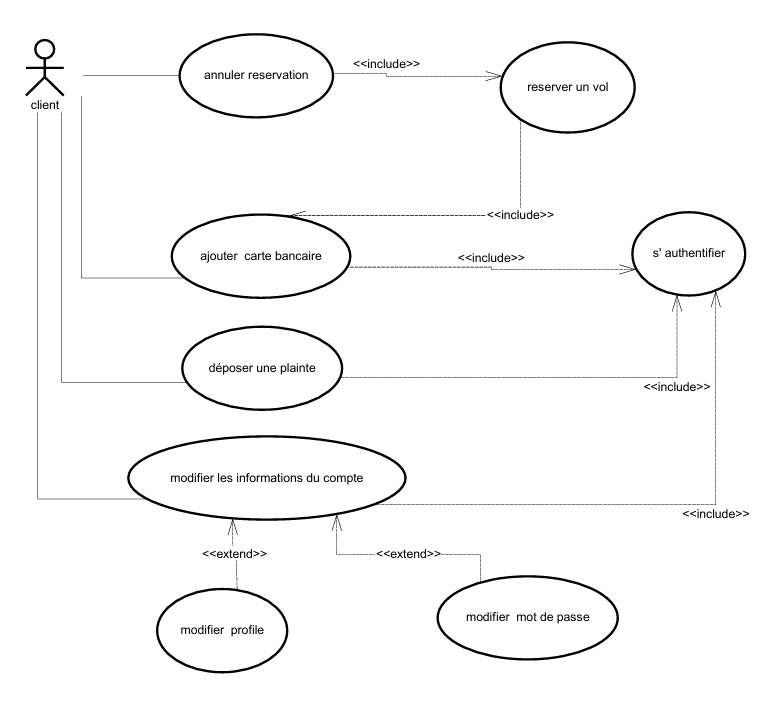 <<include>>
annuler reservation
reserver un vol
client
<<include>>
ajouter carte bancaire
<<include>>
s' authentifier
déposer une plainte
<<include>>
modifier les informations du compte
<<include>>
<<extend>>
<<extend>>
modifier profile
modifier mot de passe